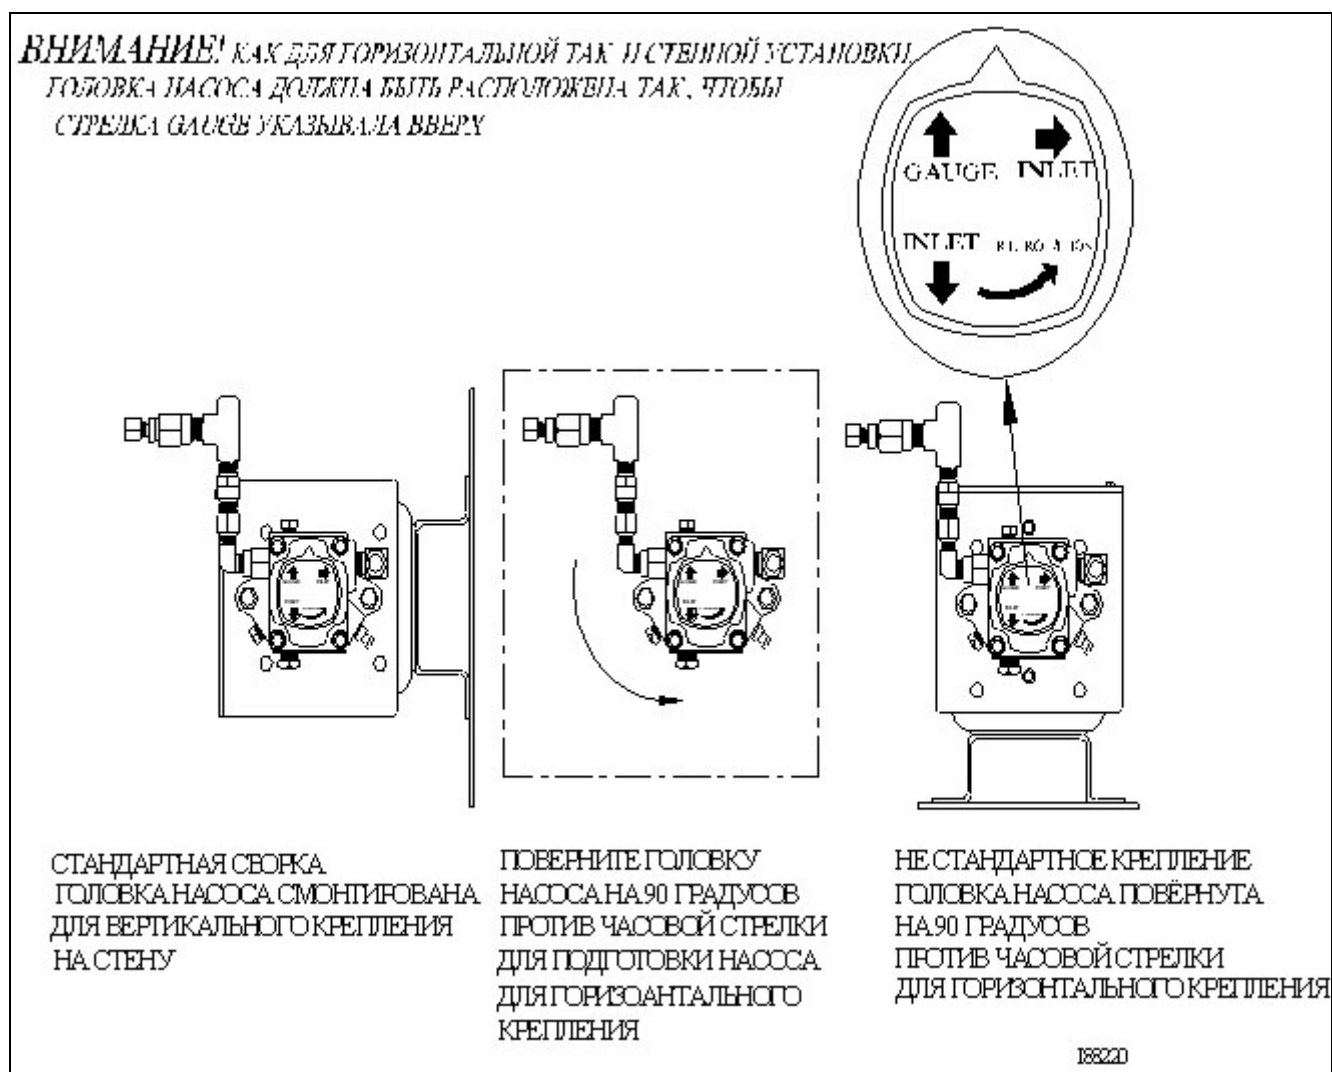 ВНИМАНИЕ! КАК ДЛЯ ГОРИЗОНТАЛЬНОЙ ТАК И СТЕННОЙ УСТАНОВКИ
ГОЛОВКА НАСОСА ДОЛЖНА БЫТЬ РАСПОЛОЖЕНА ТАК, ЧТОБЫ
СТРЕЛКА GAUGE УКАЗЫВАЛА ВВЕРХ
GAUGE INLET
INLET
СТАНДАРТНАЯ СБОРКА
ГОЛОВКА НАСОСА СМОНТИРОВАНА
ДЛЯ ВЕРТИКАЛЬНОГО КРЕПЛЕНИЯ
НА СТЕНУ
ПОВЕРНИТЕ ГОЛОВКУ
НАСОСА НА 90 ГРАДУСОВ
ПРОТИВ ЧАСОВОЙ СТРЕЛКИ
ДЛЯ ПОДГОТОВКИ НАСОСА
ДЛЯ ГОРИЗОАНТАЛЬНОГО
КРЕПЛЕНИЯ
НЕ СТАНДАРТНОЕ КРЕПЛЕНИЕ
ГОЛОВКА НАСОСА ПОВЁРНУТА
НА 90 ГРАДУСОВ
ПРОТИВ ЧАСОВОЙ СТРЕЛКИ
ДЛЯ ГОРИЗОНТАЛЬНОГО КРЕПЛЕНИЯ
188220